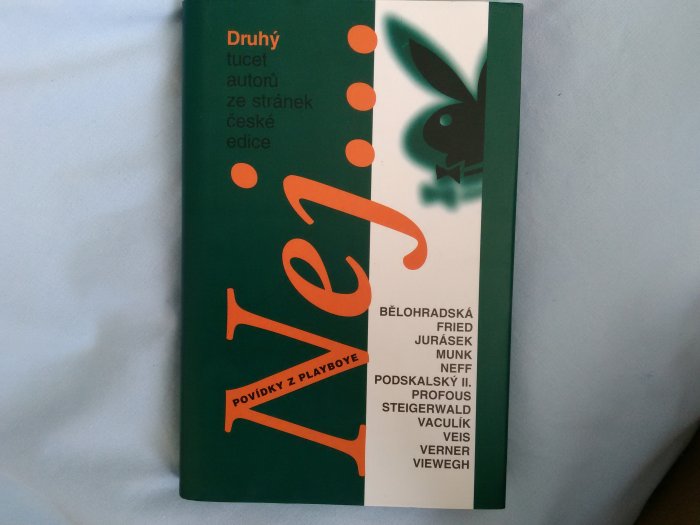 Druhý
tucet
autorů
ze stránek
české
edice
Nej...
POVÍDKY Z PLAYBOYE
BĚLOHRADSKÁ
FRIED
JURÁSEK
MUNK
NEFF
PODSKALSKÝ II.
PROFOUS
STEIGERWALD
VACULÍK
VEIS
VERNER
VIEWEGH